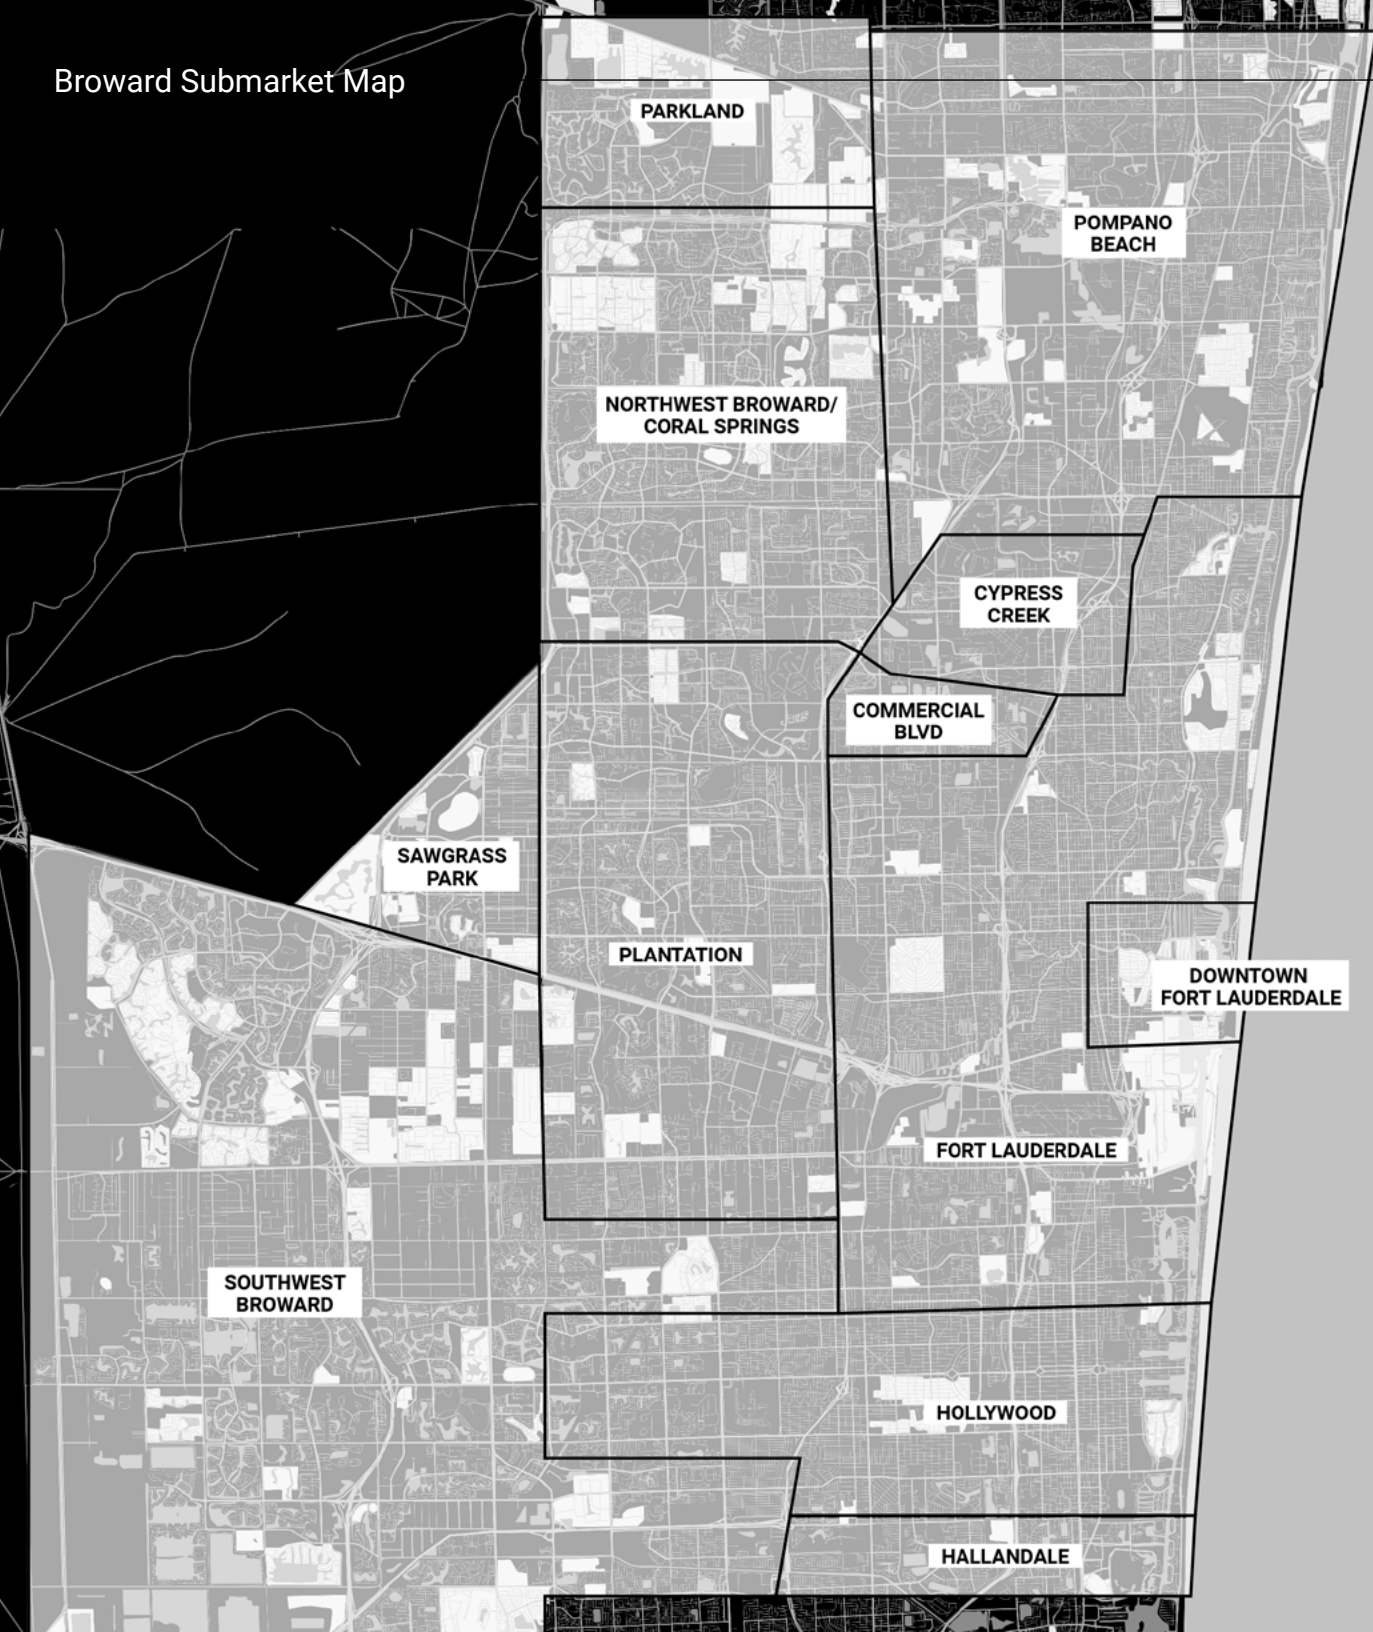 Broward Submarket Map
PARKLAND
POMPANO
BEACH
NORTHWEST BROWARD/
CORAL SPRINGS
CYPRESS
CREEK
COMMERCIAL
BLVD
SAWGRASS
PARK
PLANTATION
DOWNTOWN
FORT LAUDERDALE
FORT LAUDERDALE
SOUTHWEST
BROWARD
HOLLYWOOD
HALLANDALE